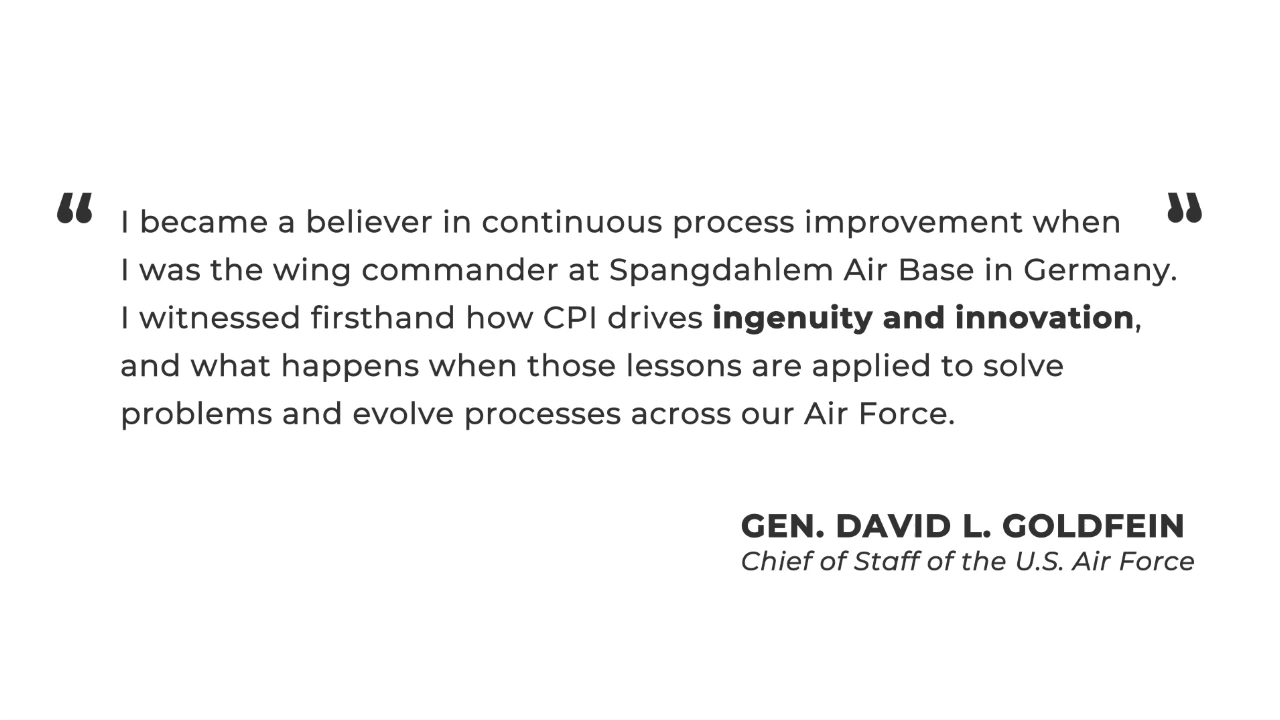 “ I became a believer in continuous process improvement when ”
I was the wing commander at Spangdahlem Air Base in Germany.
I witnessed firsthand how CPI drives ingenuity and innovation,
and what happens when those lessons are applied to solve
problems and evolve processes across our Air Force.
GEN. DAVID L. GOLDFEIN
Chief of Staff of the U.S. Air Force